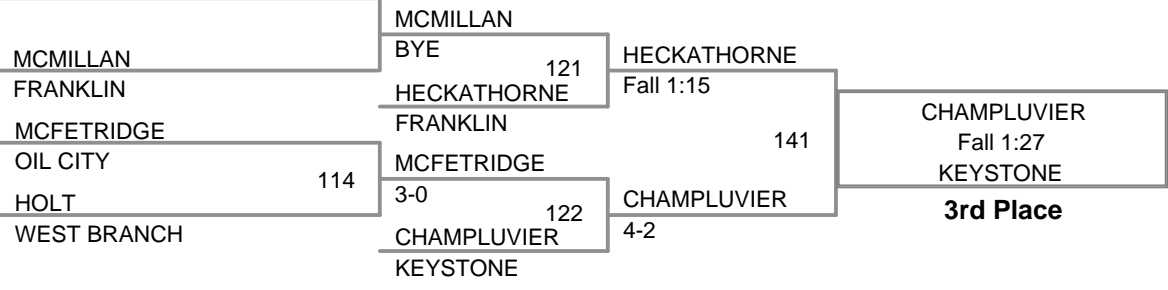 MCMILLAN
FRANKLIN
MCFETRIDGE
OIL CITY
114
HOLT
WEST BRANCH
MCMILLAN
BYE
121
HECKATHORNE
FRANKLIN
MCFETRIDGE
3-0
122
CHAMPLUVIER
KEYSTONE
HECKATHORNE
Fall 1:15
141
CHAMPLUVIER
4-2
CHAMPLUVIER
Fall 1:27
KEYSTONE
3rd Place